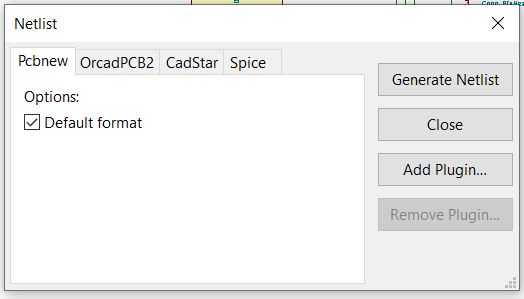 Netlist
Pcbnew OrcadPCB2 CadStar Spice
Options:
Default format
Generate Netlist
Close
Add Plugin...
Remove Plugin...